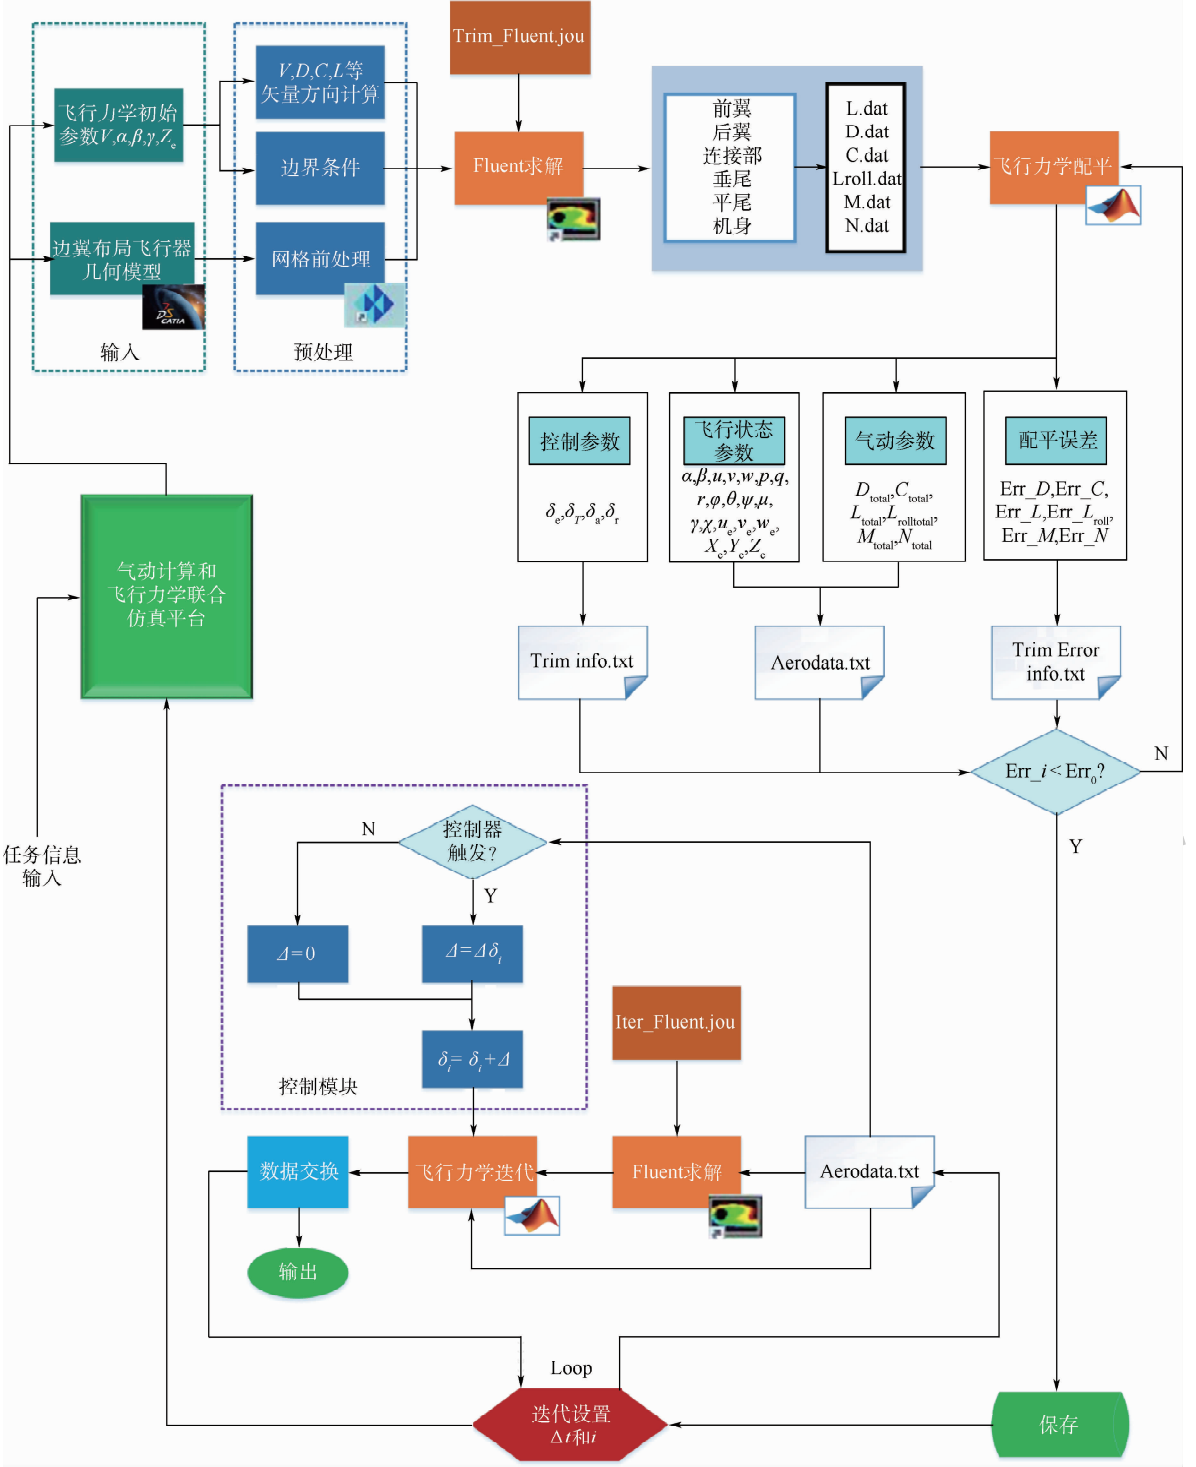 Trim_Fluent.jou
飞行力学初始
参数V,α,β,γ,Ze
V,D,C,L等
矢量方向计算
边界条件
边翼布局飞行器
几何模型
网格前处理
CATIA
输入
预处理
Fluent求解
前翼
后翼
连接部
垂尾
平尾
机身
L.dat
D.dat
C.dat
Lroll.dat
M.dat
N.dat
飞行力学配平
控制参数
δe,δT,δa,δr
飞行状态
参数
α,β,u,v,w,p,q,
r,φ,θ,ψ,μ,
γ,χ,ue,ve,we,
Xe,Ye,Ze
气动参数
Dtotal,Ctotal,
Ltotal,Lrolltotal,
Mtotal,Ntotal
配平误差
Err_D,Err_C,
Err_L,Err_Lroll,
Err_M,Err_N
Trim info.txt
Aerodata.txt
Trim Error
info.txt
Err_i<Err0?
N
Y
气动计算和
飞行力学联合
仿真平台
任务信息
输入
控制器
触发?
N
Y
Δ=0
Δ=Δδi
δi=δi+Δ
控制模块
Iter_Fluent.jou
数据交换
飞行力学迭代
Fluent求解
Aerodata.txt
输出
Loop
迭代设置
Δt和i
保存